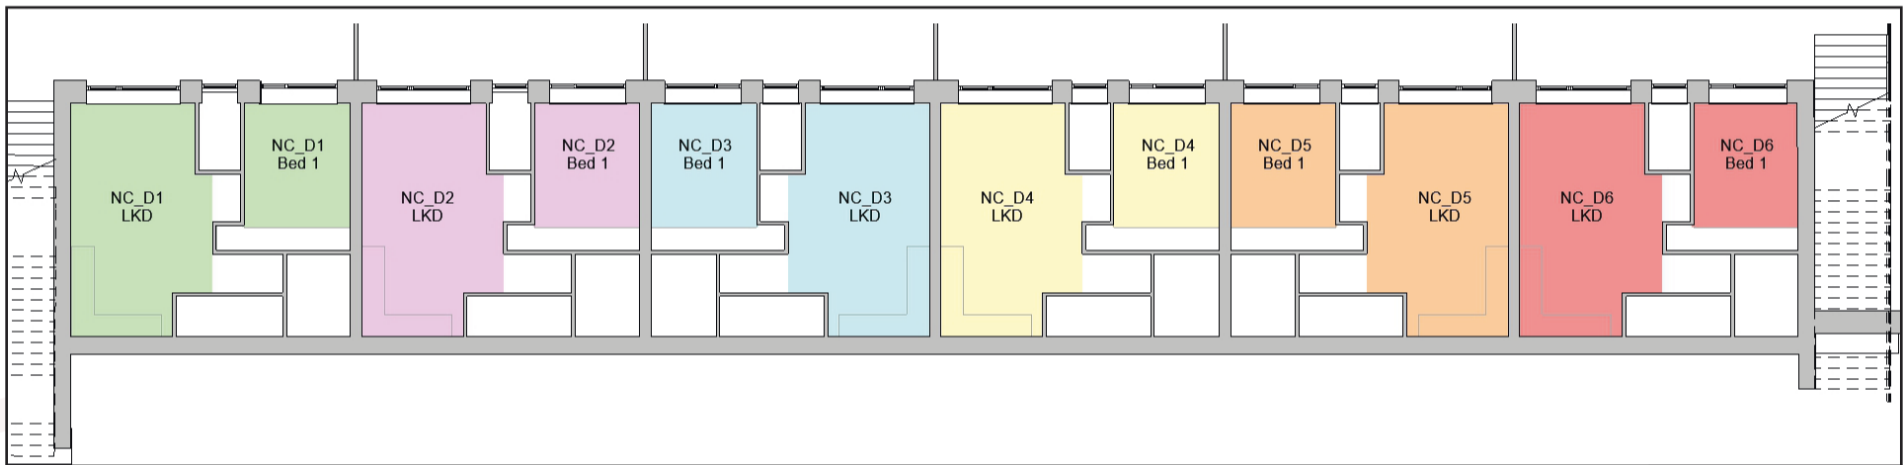 NC_D1
Bed 1
NC_D2
Bed 1
NC_D3
Bed 1
NC_D4
Bed 1
NC_D5
Bed 1
NC_D6
Bed 1
NC_D1
LKD
NC_D2
LKD
NC_D3
LKD
NC_D4
LKD
NC_D5
LKD
NC_D6
LKD